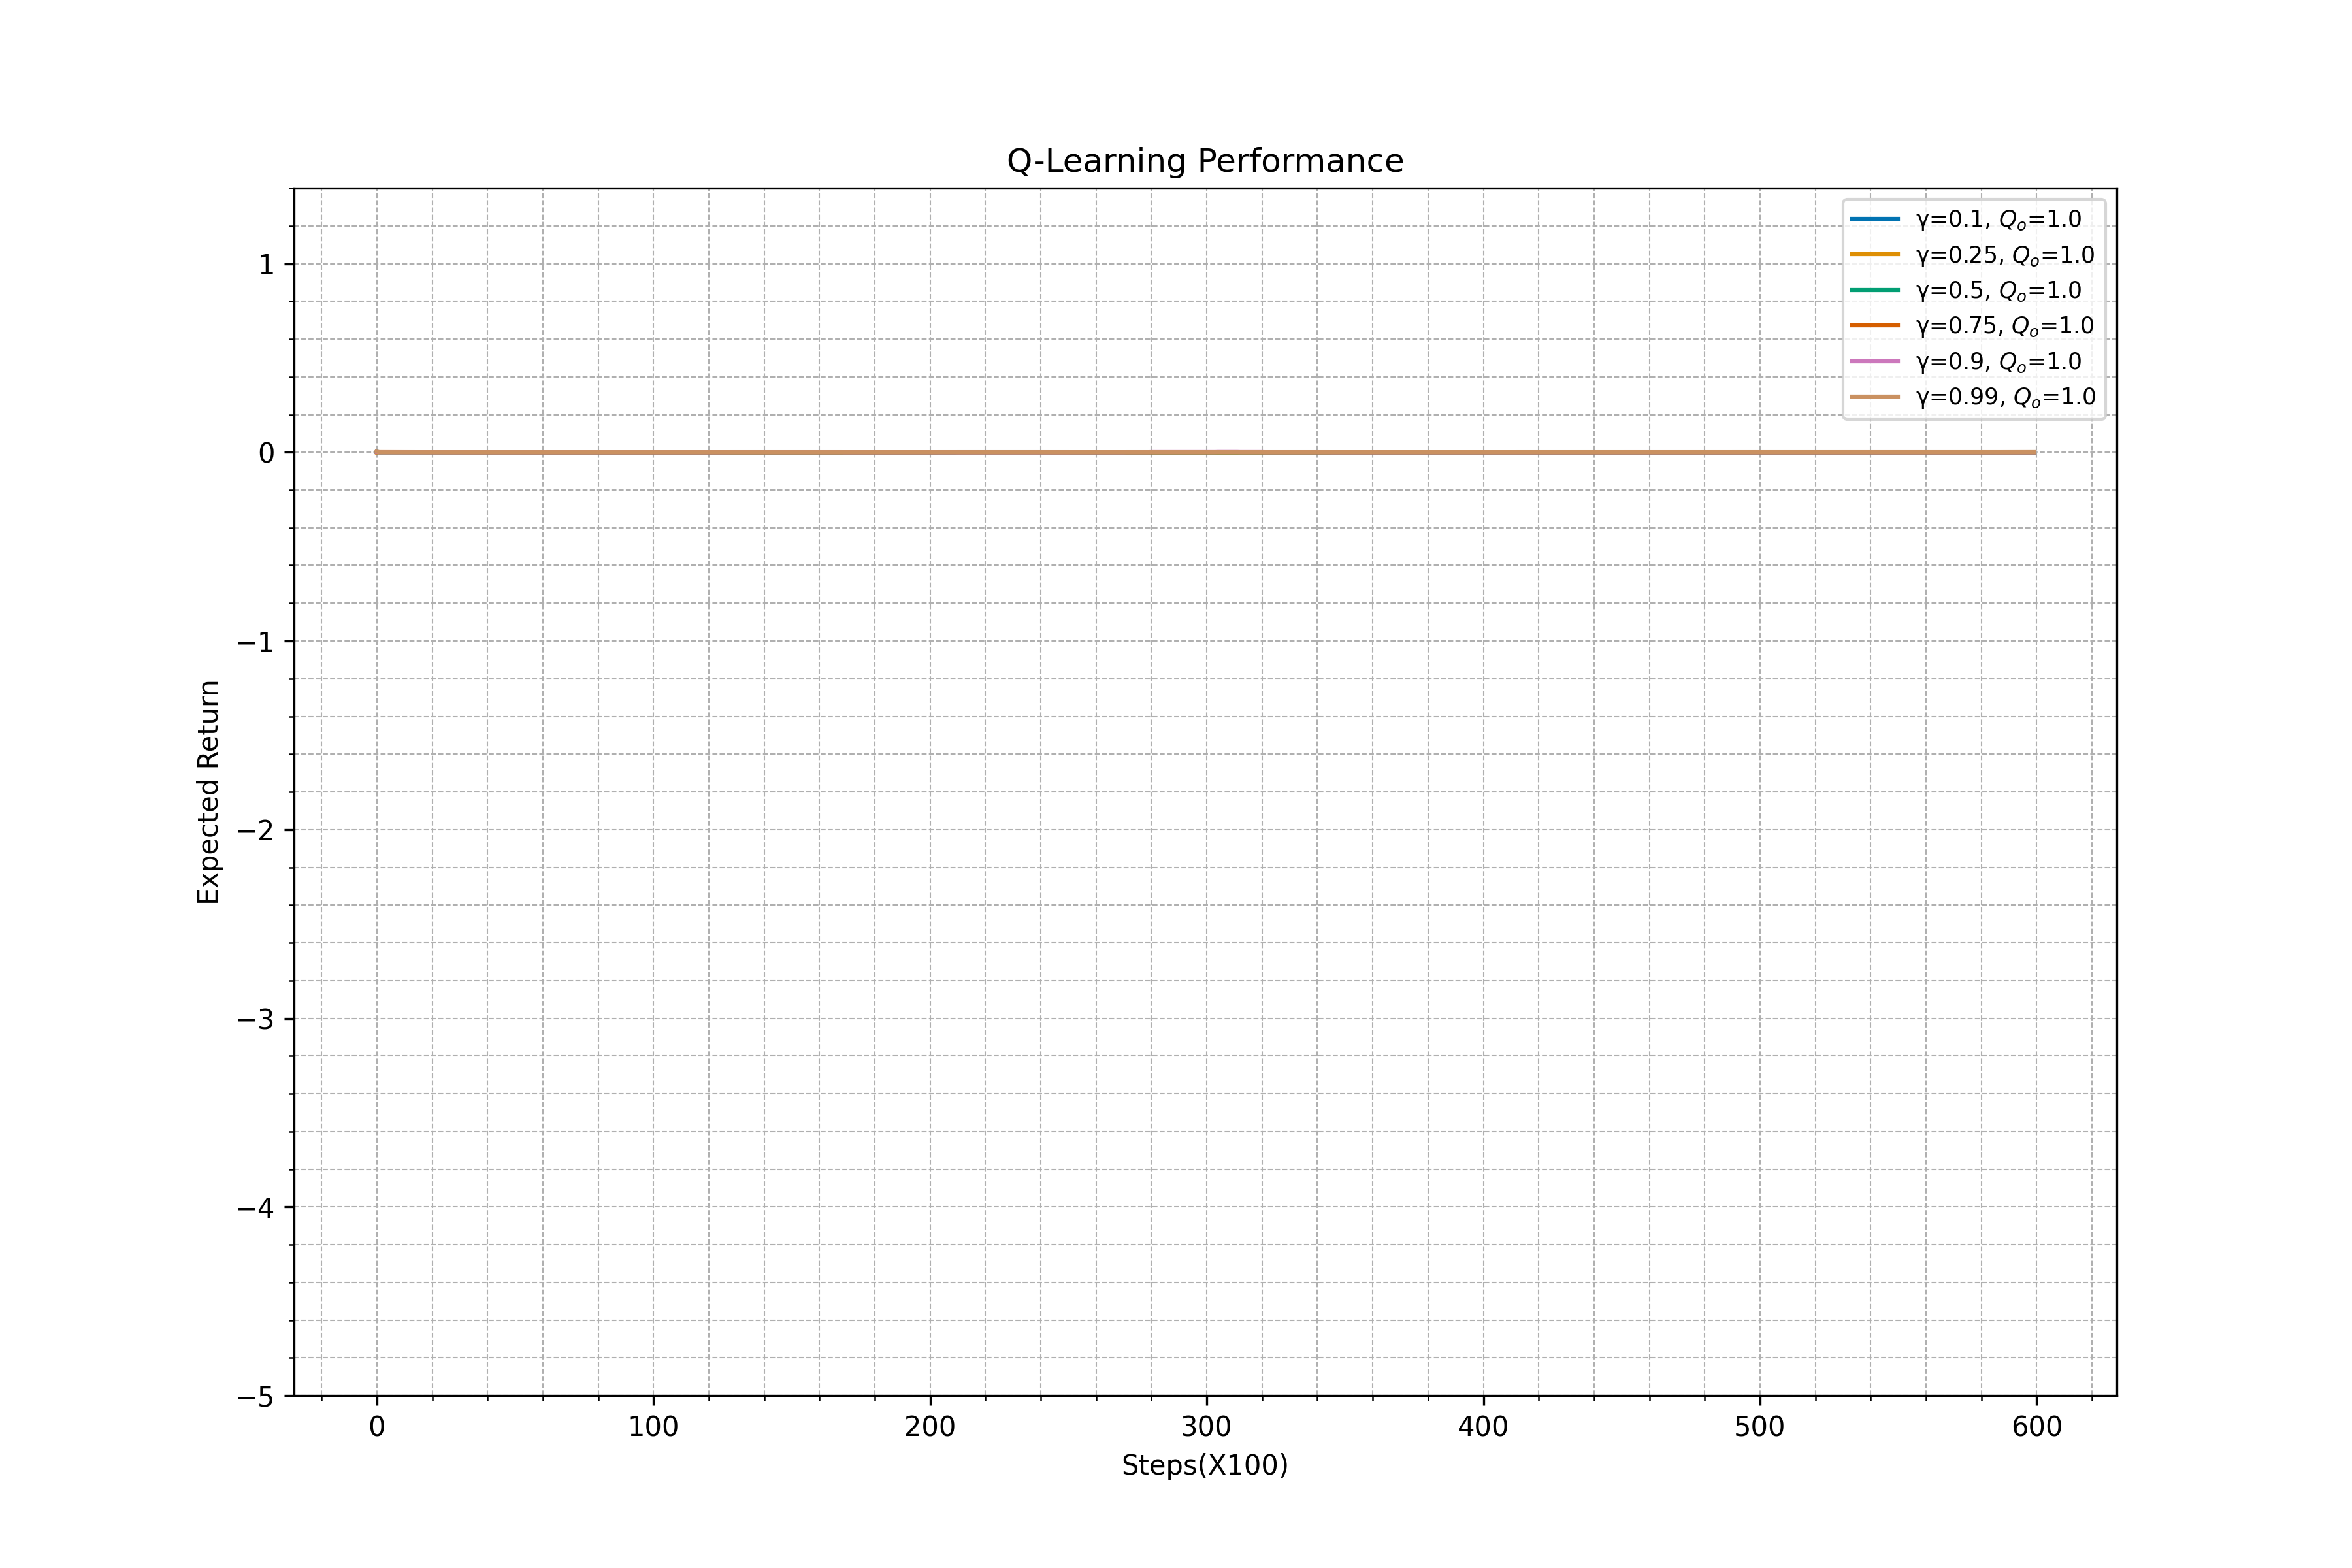 Q-Learning Performance
γ=0.1, Qₒ=1.0
γ=0.25, Qₒ=1.0
γ=0.5, Qₒ=1.0
γ=0.75, Qₒ=1.0
γ=0.9, Qₒ=1.0
γ=0.99, Qₒ=1.0
1
0
−1
−2
−3
−4
−5
Expected Return
0 100 200 300 400 500 600
Steps(X100)